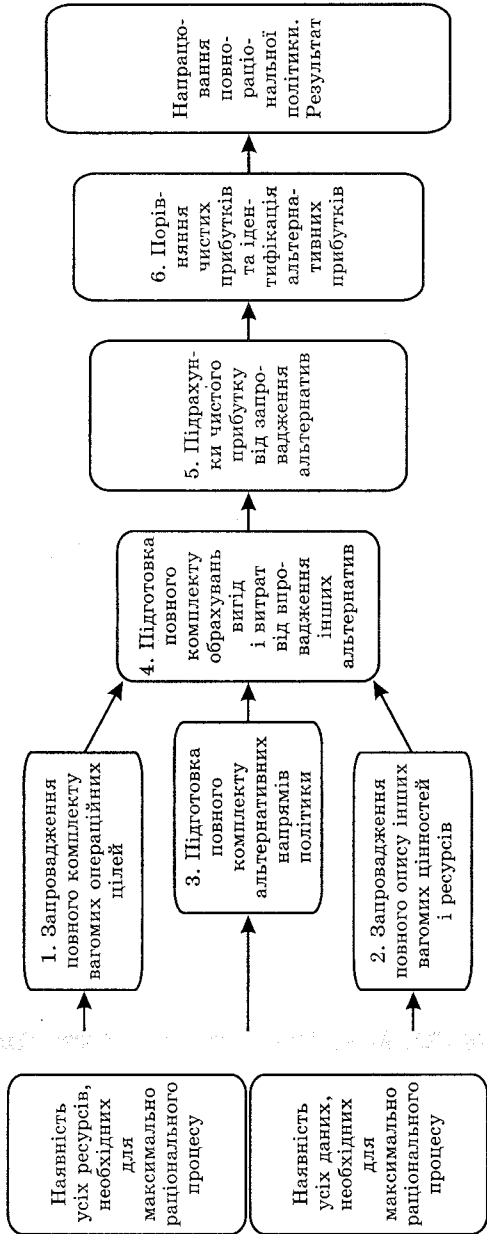 Наявність
усіх ресурсів,
необхідних
для
максимально
раціонального
процесу
Наявність
усіх даних,
необхідних
для
максимально
раціонального
процесу
1. Запровадження
повного комплекту
вагомих операційних
цілей
3. Підготовка
повного
комплекту
альтернативних
напрямів
політики
2. Запровадження
повного опису інших
вагомих цінностей
і ресурсів
4. Підготовка
повного
комплекту
обрахувань
вигід
і витрат
від впро-
вадження
інших
альтернатив
5. Підрахун-
ки чистого
прибутку
від запро-
вадження
альтернатив
6. Порів-
няння
чистих
прибутків
та іден-
тифікація
альтерна-
тивних
прибутків
Напрацю-
вання
повно-
раціо-
нальної
політики.
Результат